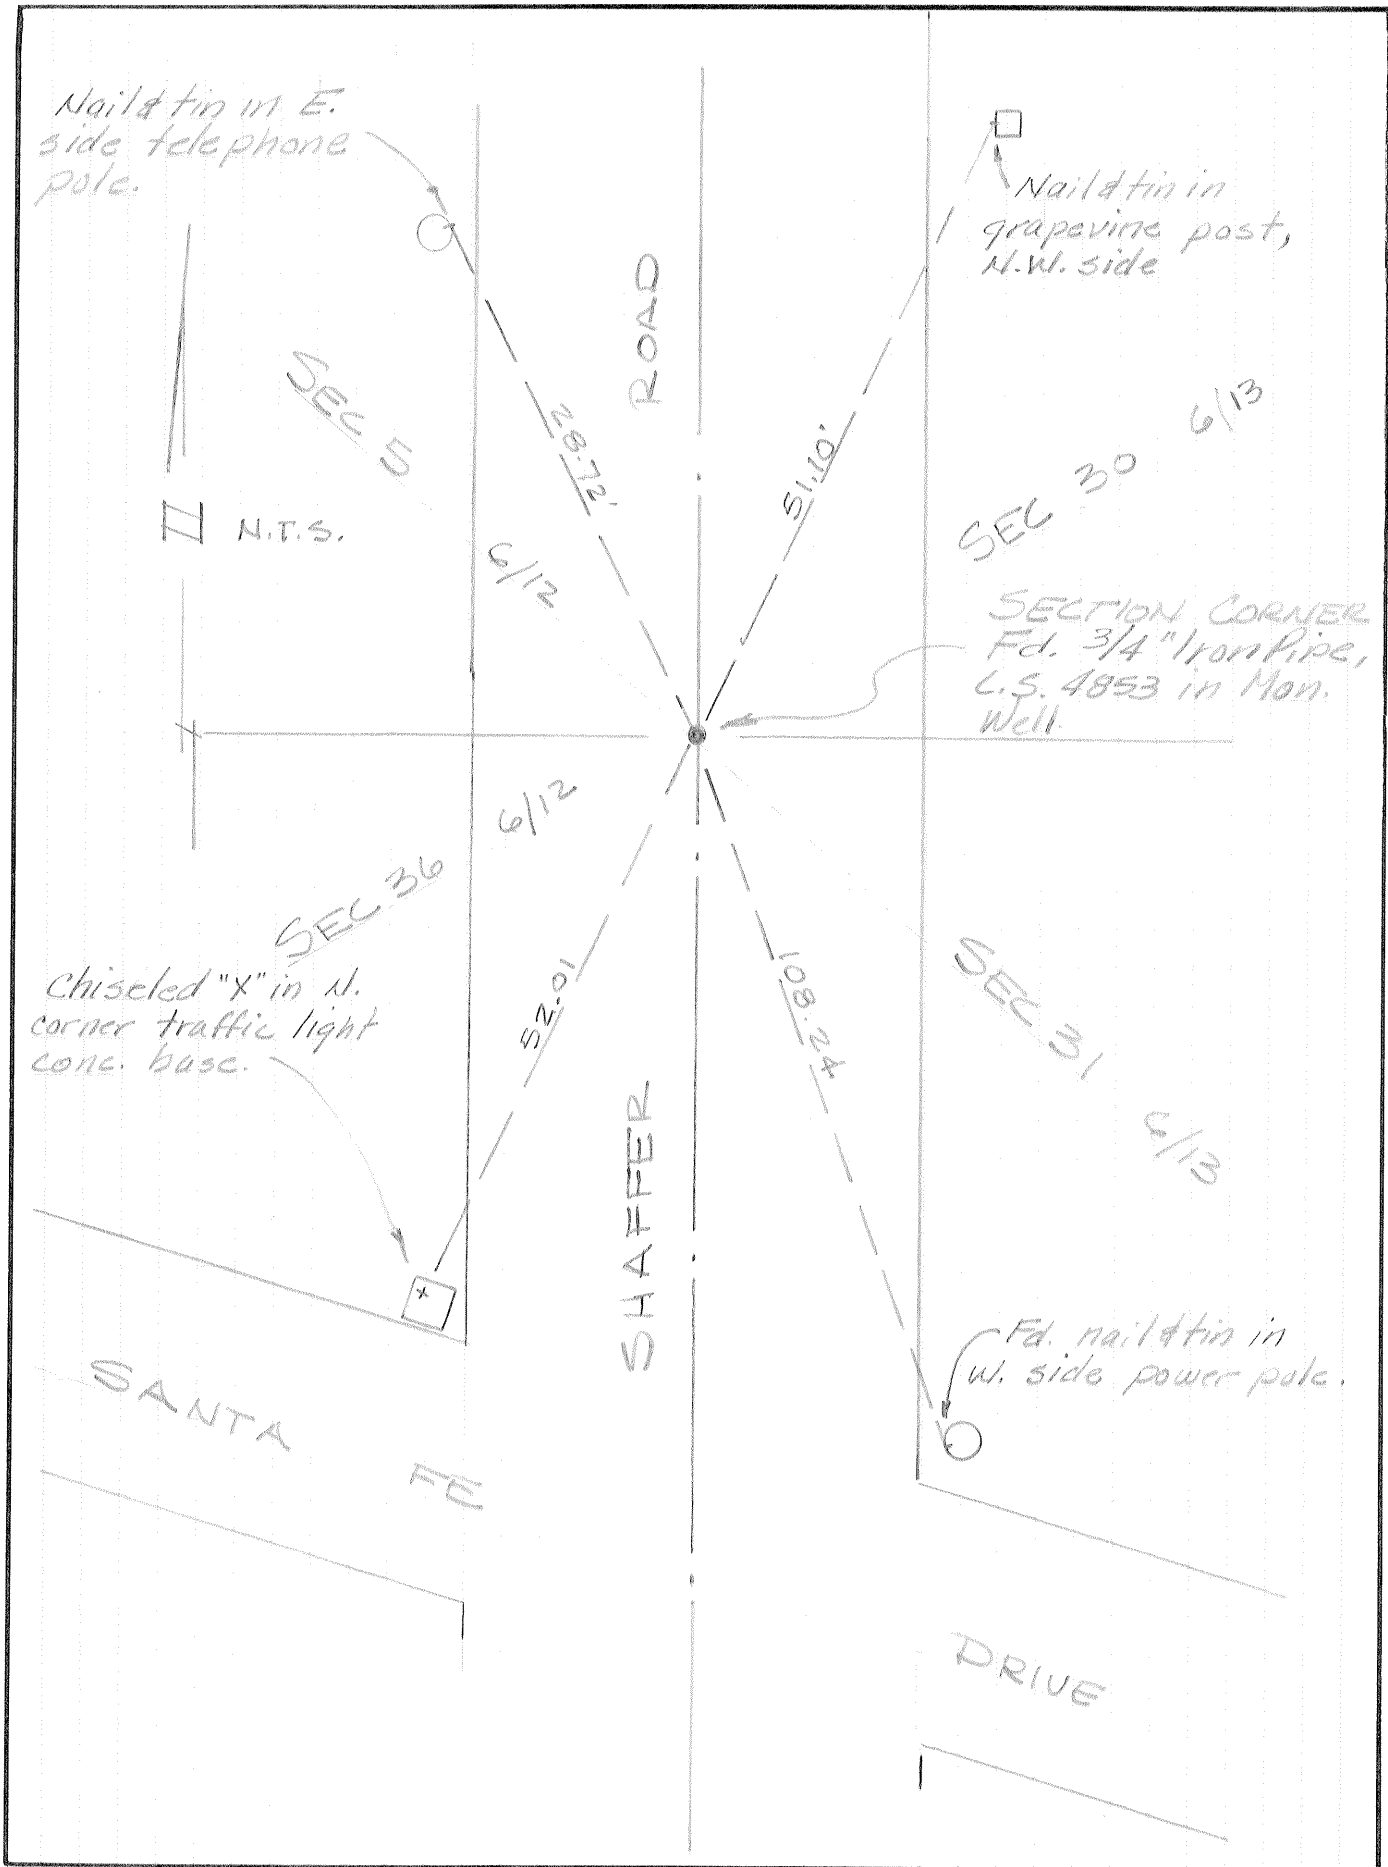 Nail & tin in E.
side telephone
pole.
Nail & tin in
grapevine post,
N.W. side
ROAD
SEC 5
28.72'
51.10'
6/13
SEC 30
N.T.S.
6/12
SECTION CORNER
Fd. 3/4" Iron Pipe,
L.S. 4853 in Mon.
Well.
6/12
SEC 36
Chiseled "X" in N.
corner traffic light
conc. base.
52.01
108.24
SEC 31
6/13
SHAFFER
Fd. nail & tin in
W. side power pole.
SANTA FE
DRIVE